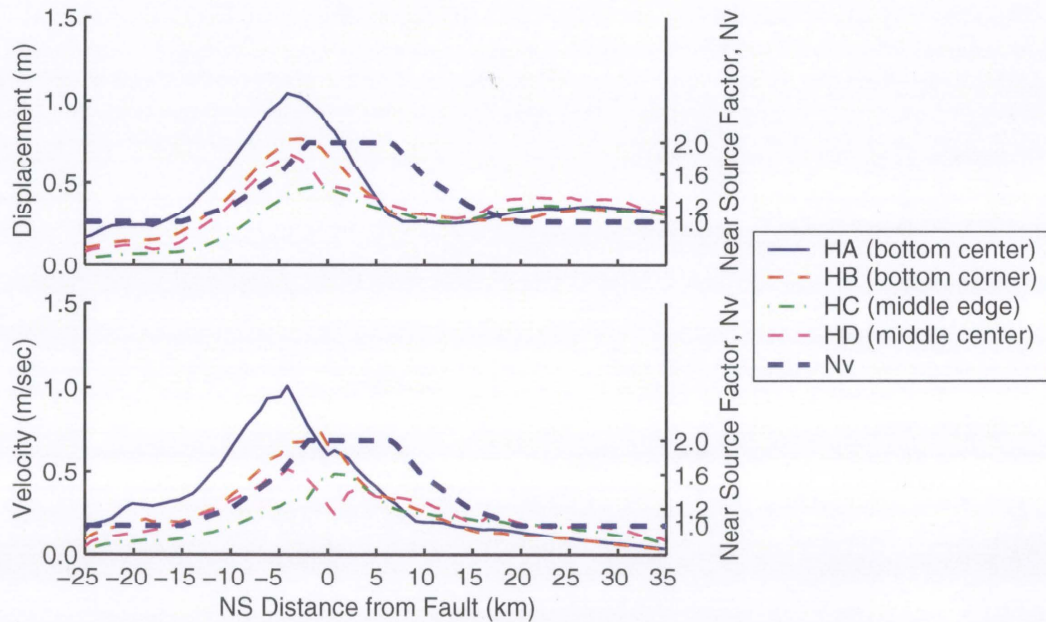 1.5
1.0
0.5
0.0
Displacement (m)
2.0
1.6
1.2
1.0
Near Source Factor, Nv
1.5
1.0
0.5
0.0
Velocity (m/sec)
2.0
1.6
1.2
1.0
Near Source Factor, Nv
−25 −20 −15 −10 −5 0 5 10 15 20 25 30 35
NS Distance from Fault (km)
HA (bottom center)
HB (bottom corner)
HC (middle edge)
HD (middle center)
Nv